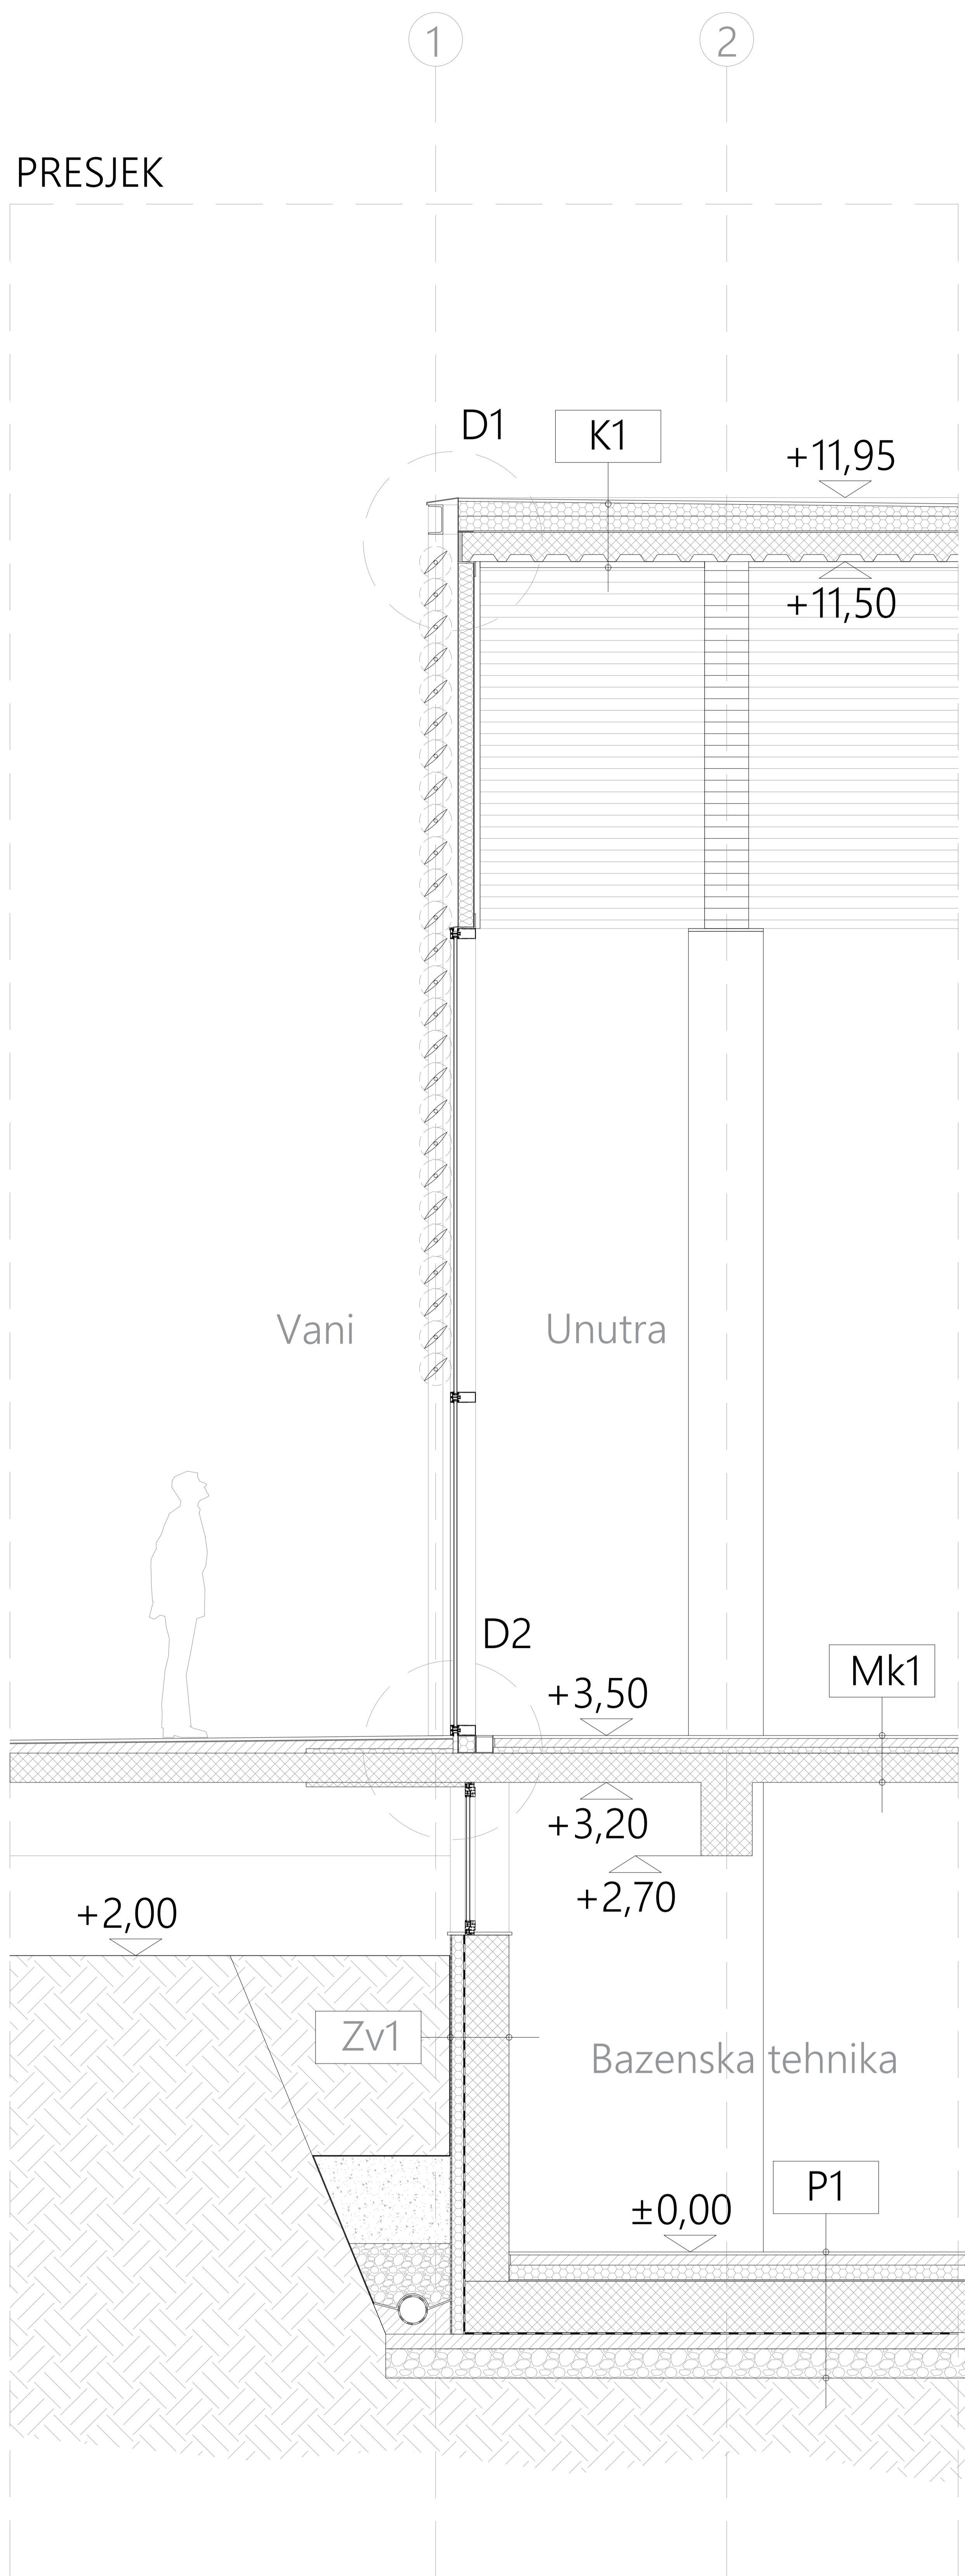 1
2
PRESJEK
D1
K1
+11,95
+11,50
Vani
Unutra
D2
Mk1
+3,50
+3,20
+2,70
+2,00
Zv1
Bazenska tehnika
P1
±0,00